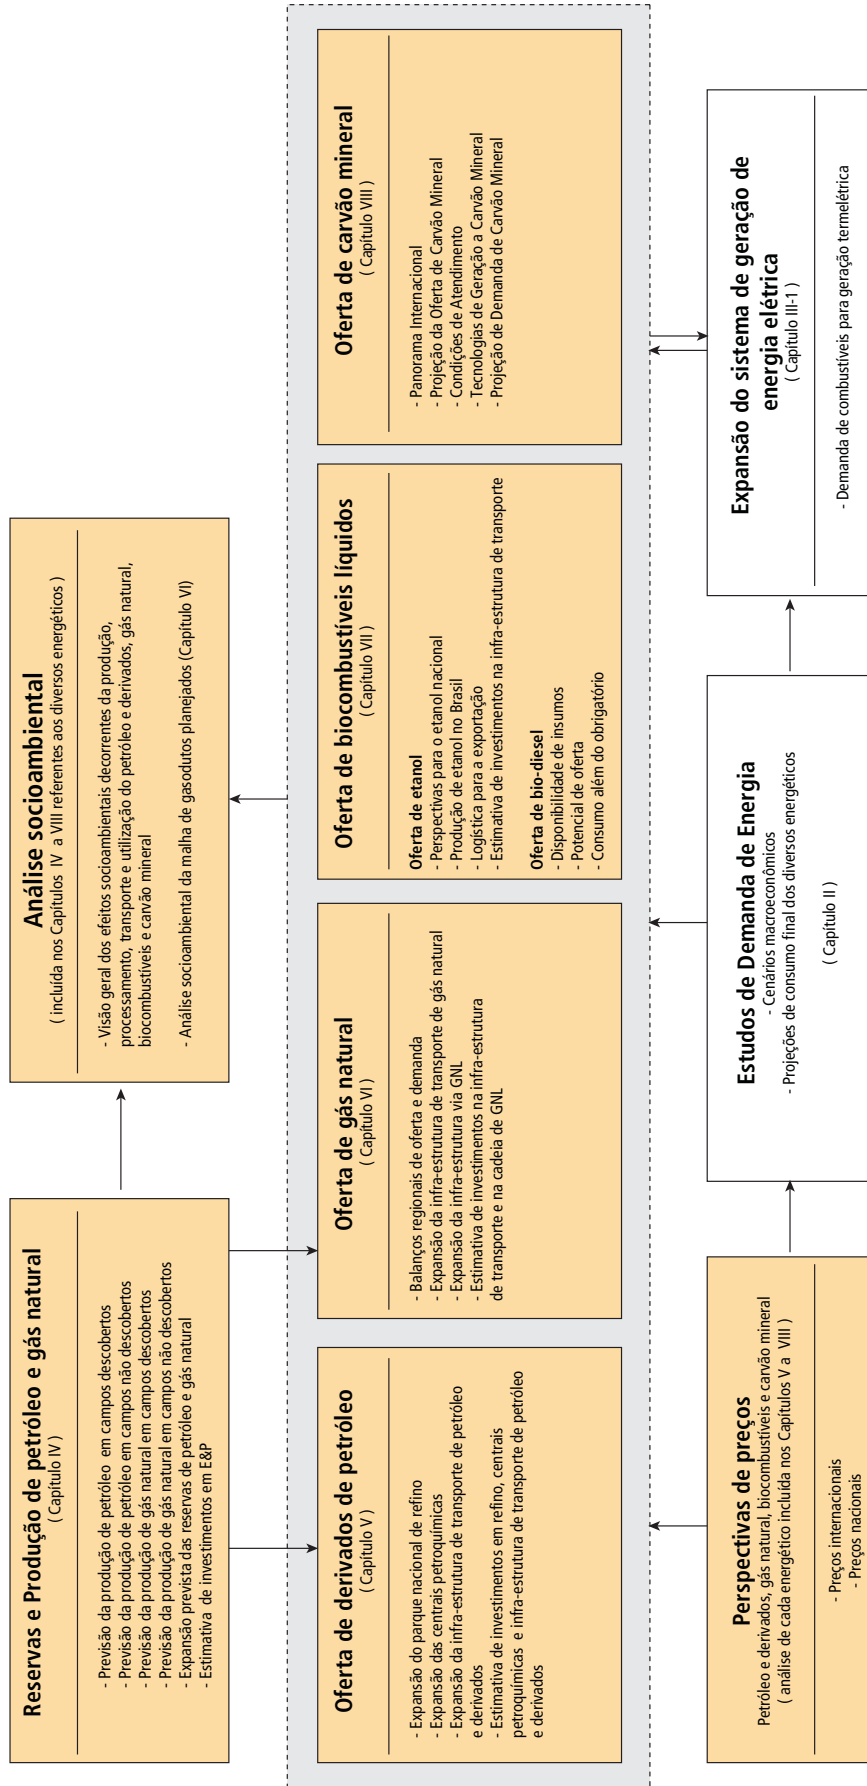 Reservas e Produção de petróleo e gás natural
( Capítulo IV )
- Previsão da produção de petróleo em campos descobertos
- Previsão da produção de petróleo em campos não descobertos
- Previsão da produção de gás natural em campos descobertos
- Previsão da produção de gás natural em campos não descobertos
- Expansão prevista das reservas de petróleo e gás natural
- Estimativa de investimentos em E&P
Análise socioambiental
( incluída nos Capítulos IV a VIII referentes aos diversos energéticos )
- Visão geral dos efeitos socioambientais decorrentes da produção,
processamento, transporte e utilização do petróleo e derivados, gás natural,
biocombustíveis e carvão mineral
- Análise socioambiental da malha de gasodutos planejados (Capítulo VI)
Oferta de derivados de petróleo
( Capítulo V )
- Expansão do parque nacional de refino
- Expansão das centrais petroquímicas
- Expansão da infra-estrutura de transporte de petróleo
e derivados
- Estimativa de investimentos em refino, centrais
petroquímicas e infra-estrutura de transporte de petróleo
e derivados
Oferta de gás natural
( Capítulo VI )
- Balanços regionais de oferta e demanda
- Expansão da infra-estrutura de transporte de gás natural
- Expansão da infra-estrutura via GNL
- Estimativa de investimentos na infra-estrutura
de transporte e na cadeia de GNL
Oferta de biocombustíveis líquidos
( Capítulo VII )
Oferta de etanol
- Perspectivas para o etanol nacional
- Produção de etanol no Brasil
- Logística para a exportação
- Estimativa de investimentos na infra-estrutura de transporte
Oferta de bio-diesel
- Disponibilidade de insumos
- Potencial de oferta
- Consumo além do obrigatório
Oferta de carvão mineral
( Capítulo VIII )
- Panorama Internacional
- Projeção da Oferta de Carvão Mineral
- Condições de Atendimento
- Tecnologias de Geração a Carvão Mineral
- Projeção de Demanda de Carvão Mineral
Perspectivas de preços
Petróleo e derivados, gás natural, biocombustíveis e carvão mineral
( análise de cada energético incluída nos Capítulos V a VIII )
- Preços internacionais
- Preços nacionais
Estudos de Demanda de Energia
- Cenários macroeconômicos
- Projeções de consumo final dos diversos energéticos
( Capítulo II )
Expansão do sistema de geração de
energia elétrica
( Capítulo III-1 )
- Demanda de combustíveis para geração termelétrica